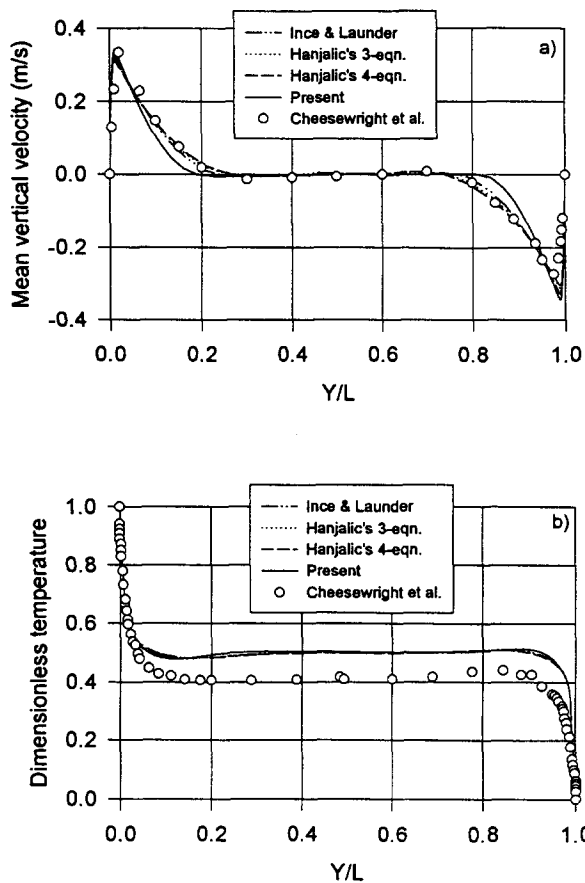 Ince & Launder
Hanjalic's 3-eqn.
Hanjalic's 4-eqn.
Present
Cheesewright et al.
a)
Mean vertical velocity (m/s)
0.4
0.2
0.0
-0.2
-0.4
0.0 0.2 0.4 0.6 0.8 1.0
Y/L
Ince & Launder
Hanjalic's 3-eqn.
Hanjalic's 4-eqn.
Present
Cheesewright et al.
b)
Dimensionless temperature
1.0
0.8
0.6
0.4
0.2
0.0
0.0 0.2 0.4 0.6 0.8 1.0
Y/L